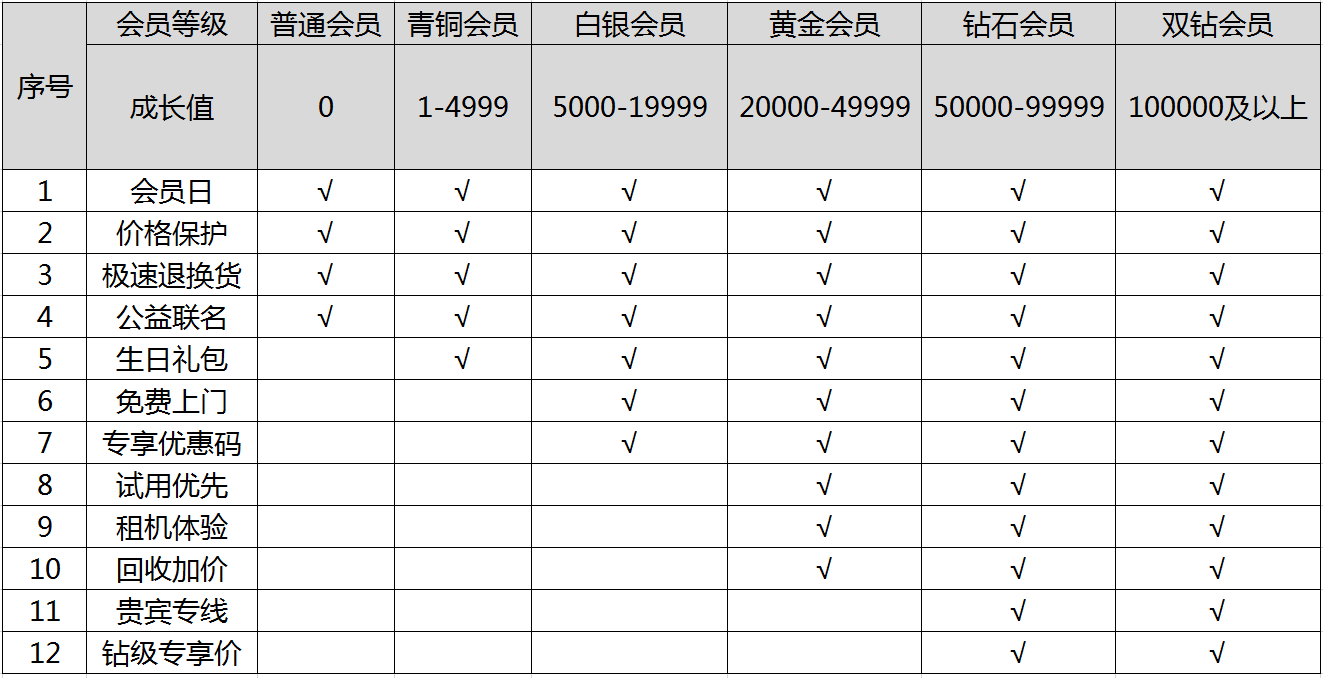 序号 会员等级 普通会员 青铜会员 白银会员 黄金会员 钻石会员 双钻会员
成长值 0 1-4999 5000-19999 20000-49999 50000-99999 100000及以上
1 会员日 √ √ √ √ √ √
2 价格保护 √ √ √ √ √ √
3 极速退换货 √ √ √ √ √ √
4 公益联名 √ √ √ √ √ √
5 生日礼包 √ √ √ √ √
6 免费上门 √ √ √ √
7 专享优惠码 √ √ √ √
8 试用优先 √ √ √
9 租机体验 √ √ √
10 回收加价 √ √ √
11 贵宾专线 √ √
12 钻级专享价 √ √